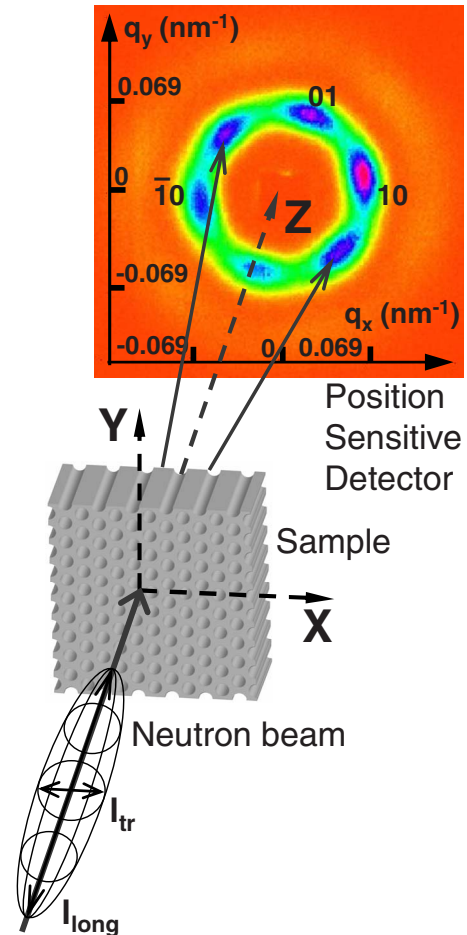 q_y (nm⁻¹)
0.069
01
0
1̄0
10
Z
-0.069
q_x (nm⁻¹)
-0.069
0
0.069
Position
Sensitive
Detector
Y
Sample
X
Neutron beam
l_tr
l_long